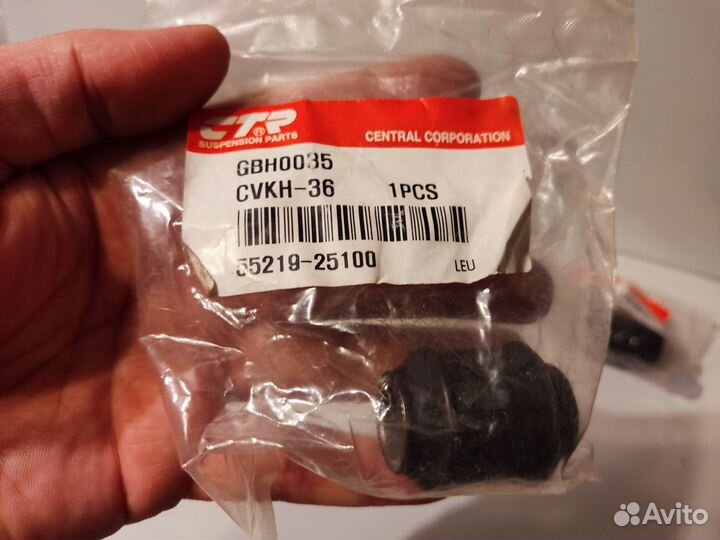 CTR®
SUSPENSION PARTS
CENTRAL CORPORATION
GBH0035
CVKH-36 1PCS
55219-25100
LEU
Avito